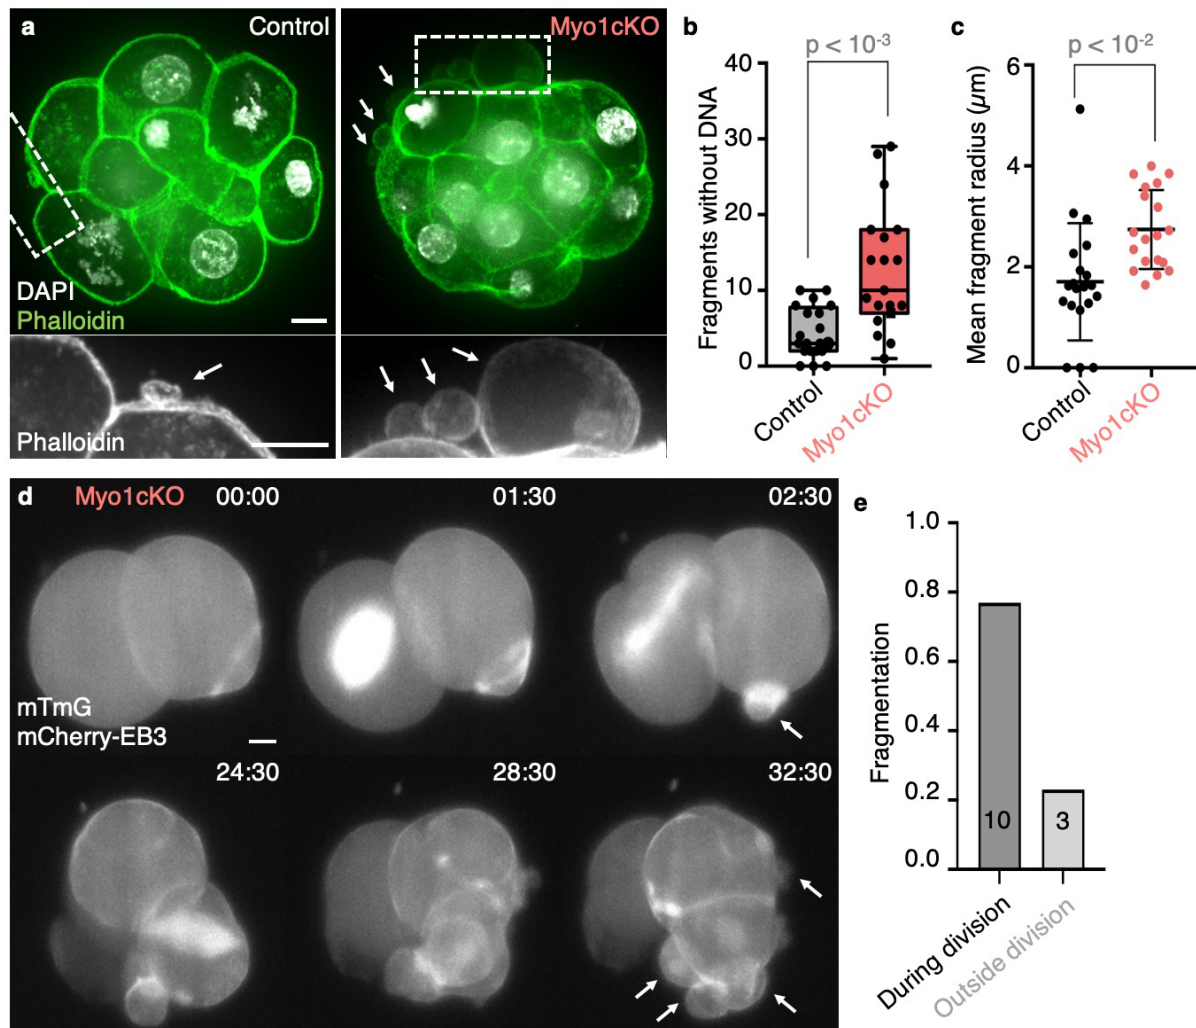 a
Control
Myo1cKO
DAPI
Phalloidin
Phalloidin
b
p < 10-3
Fragments without DNA
40
30
20
10
0
Control
Myo1cKO
c
p < 10-2
Mean fragment radius (µm)
6
4
2
0
Control
Myo1cKO
d
Myo1cKO
00:00
01:30
02:30
mTmG
mCherry-EB3
24:30
28:30
32:30
e
Fragmentation
1.0
0.8
0.6
0.4
0.2
0.0
10
3
During division
Outside division